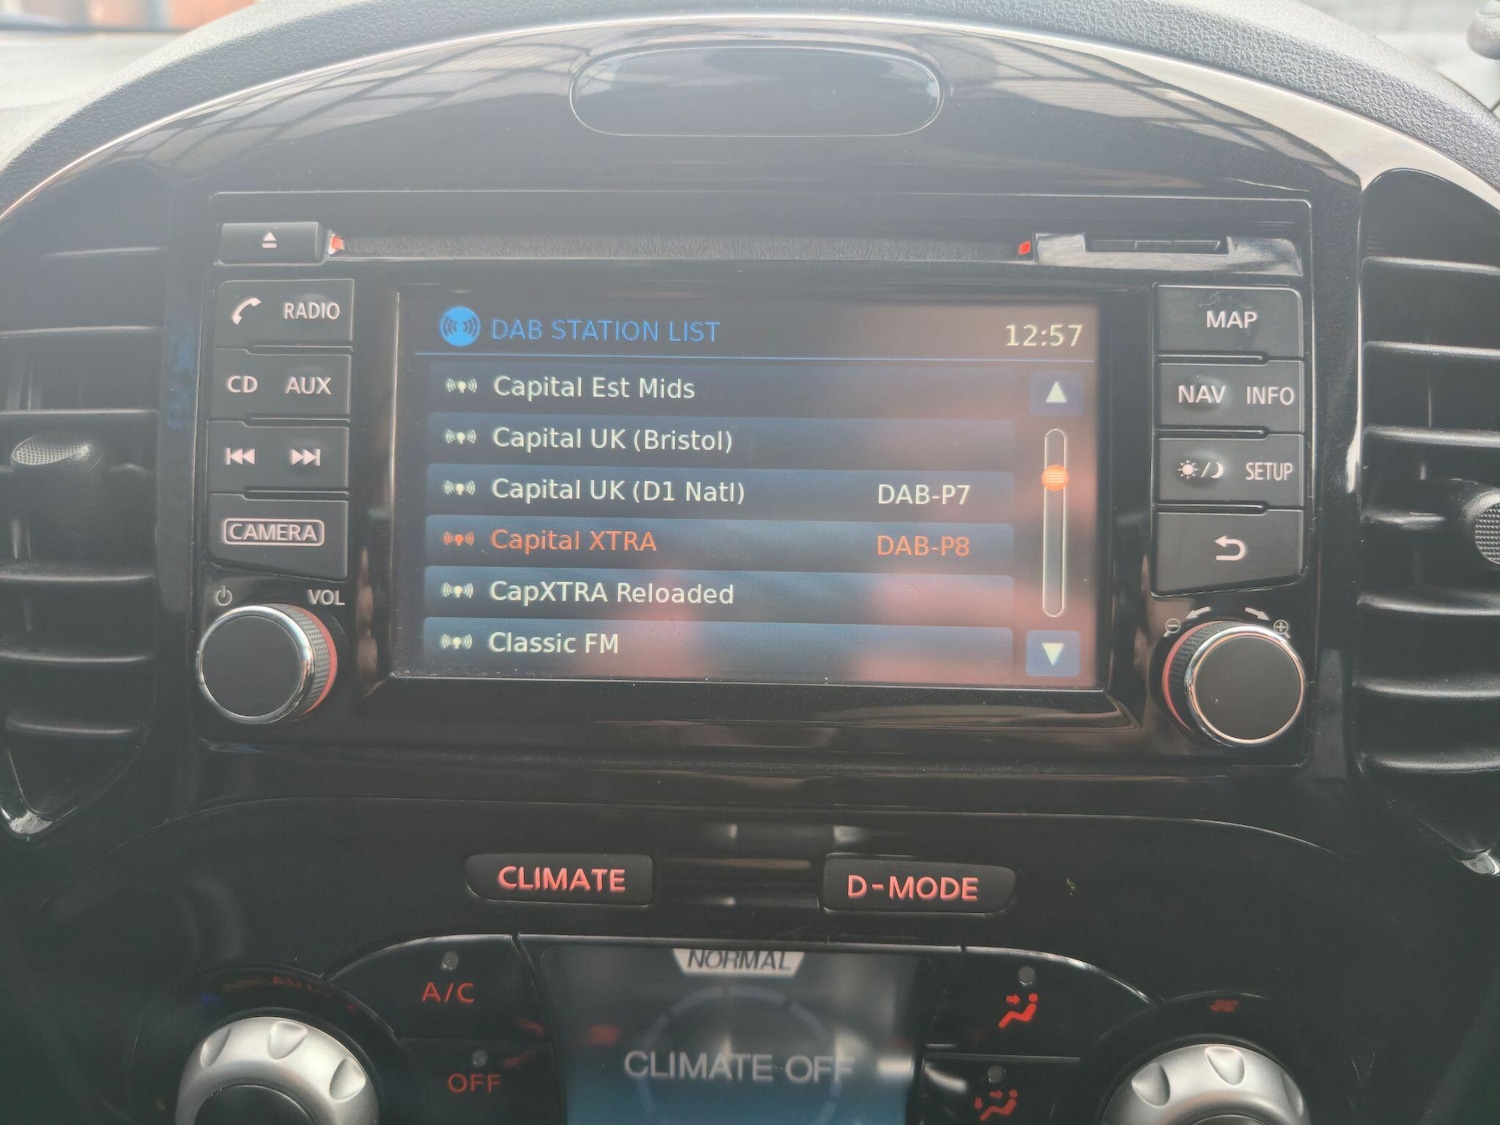 RADIO
CD AUX
CAMERA
VOL
DAB STATION LIST 12:57
Capital Est Mids
Capital UK (Bristol)
Capital UK (D1 Natl) DAB-P7
Capital XTRA DAB-P8
CapXTRA Reloaded
Classic FM
MAP
NAV INFO
SETUP
CLIMATE D-MODE
NORMAL
A/C
CLIMATE OFF
OFF